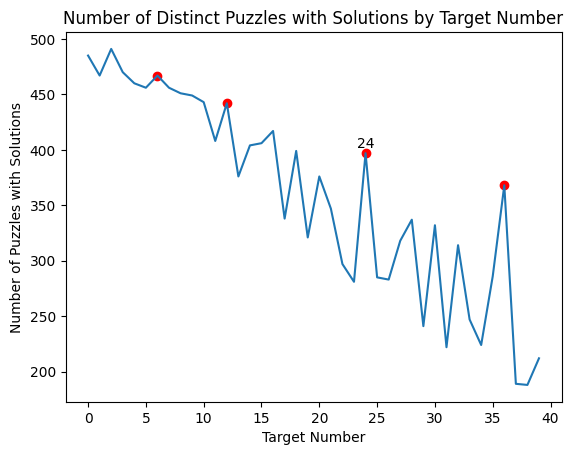 Number of Distinct Puzzles with Solutions by Target Number
500
450
400
350
300
250
200
Number of Puzzles with Solutions
24
0 5 10 15 20 25 30 35 40
Target Number